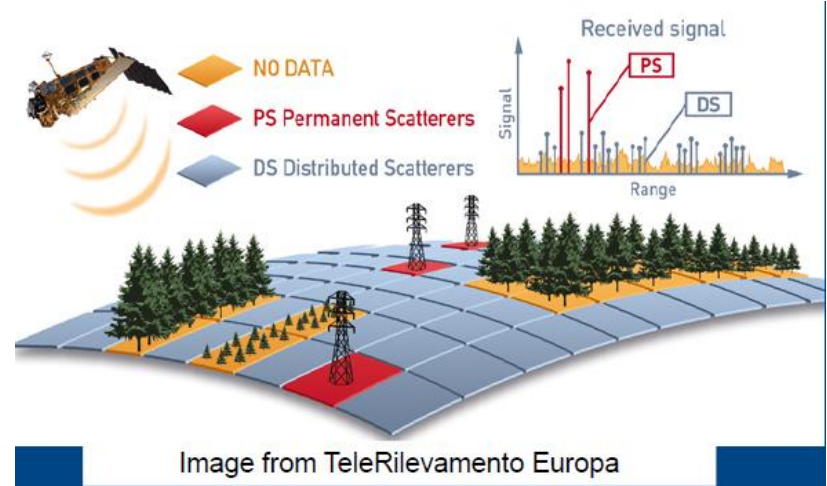 NO DATA
PS Permanent Scatterers
DS Distributed Scatterers
Received signal
PS
DS
Signal
Range
Image from TeleRilevamento Europa